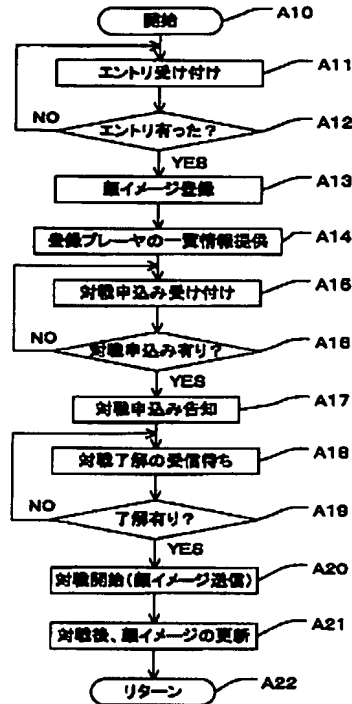 開始 A10
エントリ受け付け A11
エントリ有った? A12
NO
YES
顔イメージ登録 A13
登録プレーヤの一覧情報提供 A14
対戦申込み受け付け A15
対戦申込み有り? A16
NO
YES
対戦申込み告知 A17
対戦了解の受信待ち A18
了解有り? A19
NO
YES
対戦開始(顔イメージ送信) A20
対戦後、顔イメージの更新 A21
リターン A22